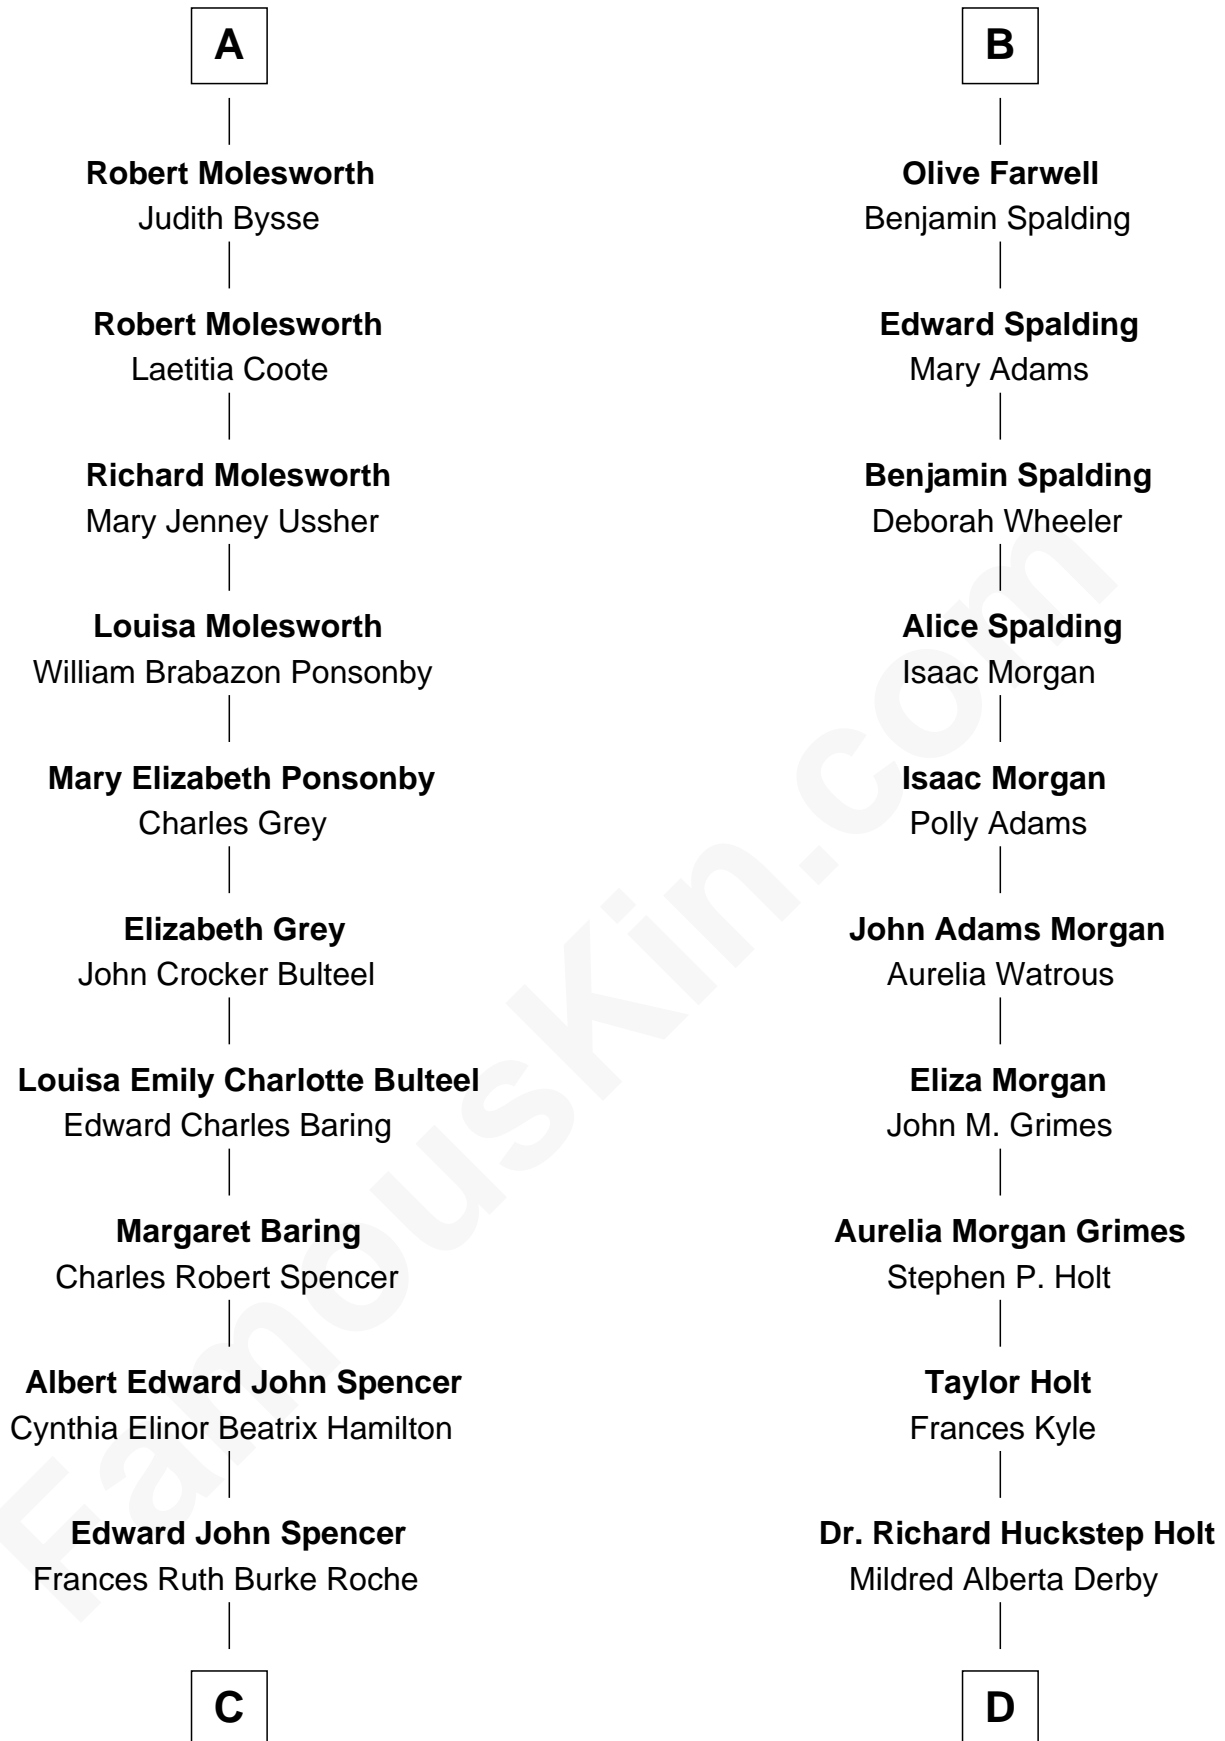 A
Robert Molesworth
Judith Bysse
Robert Molesworth
Laetitia Coote
Richard Molesworth
Mary Jenney Ussher
Louisa Molesworth
William Brabazon Ponsonby
Mary Elizabeth Ponsonby
Charles Grey
Elizabeth Grey
John Crocker Bulteel
Louisa Emily Charlotte Bulteel
Edward Charles Baring
Margaret Baring
Charles Robert Spencer
Albert Edward John Spencer
Cynthia Elinor Beatrix Hamilton
Edward John Spencer
Frances Ruth Burke Roche
C
B
Olive Farwell
Benjamin Spalding
Edward Spalding
Mary Adams
Benjamin Spalding
Deborah Wheeler
Alice Spalding
Isaac Morgan
Isaac Morgan
Polly Adams
John Adams Morgan
Aurelia Watrous
Eliza Morgan
John M. Grimes
Aurelia Morgan Grimes
Stephen P. Holt
Taylor Holt
Frances Kyle
Dr. Richard Huckstep Holt
Mildred Alberta Derby
D
FamousKin.com